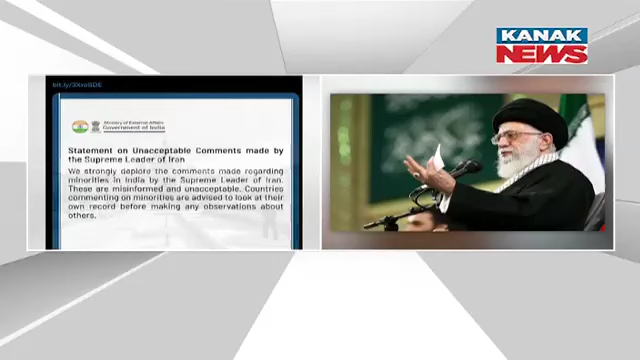 KANAK
NEWS
bit.ly/3XxoBDE
Ministry of External Affairs
Government of India
Statement on Unacceptable Comments made by
the Supreme Leader of Iran
We strongly deplore the comments made regarding
minorities in India by the Supreme Leader of Iran.
These are misinformed and unacceptable. Countries
commenting on minorities are advised to look at their
own record before making any observations about
others.